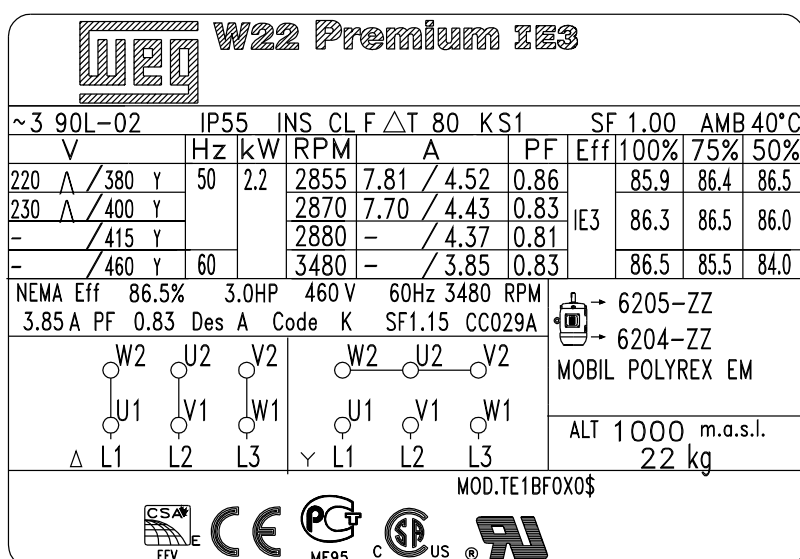 WEG W22 Premium IE3
~3 90L-02 IP55 INS CL F △T 80 K S1 SF 1.00 AMB 40°C
V Hz kW RPM A PF Eff 100% 75% 50%
220 Λ / 380 Y 50 2.2 2855 7.81 / 4.52 0.86 IE3 85.9 86.4 86.5
230 Λ / 400 Y 2870 7.70 / 4.43 0.83 86.3 86.5 86.0
- / 415 Y 2880 - / 4.37 0.81
- / 460 Y 60 3480 - / 3.85 0.83 86.5 85.5 84.0
NEMA Eff 86.5% 3.0HP 460 V 60Hz 3480 RPM
3.85 A PF 0.83 Des A Code K SF1.15 CC029A
→ 6205-ZZ
→ 6204-ZZ
MOBIL POLYREX EM
W2 U2 V2
U1 V1 W1
△ L1 L2 L3
W2 U2 V2
U1 V1 W1
Y L1 L2 L3
ALT 1000 m.a.s.l.
22 kg
MOD.TE1BF0X0$
CSA E
EEV
CE
PCT
ME95
C SP US
® RU